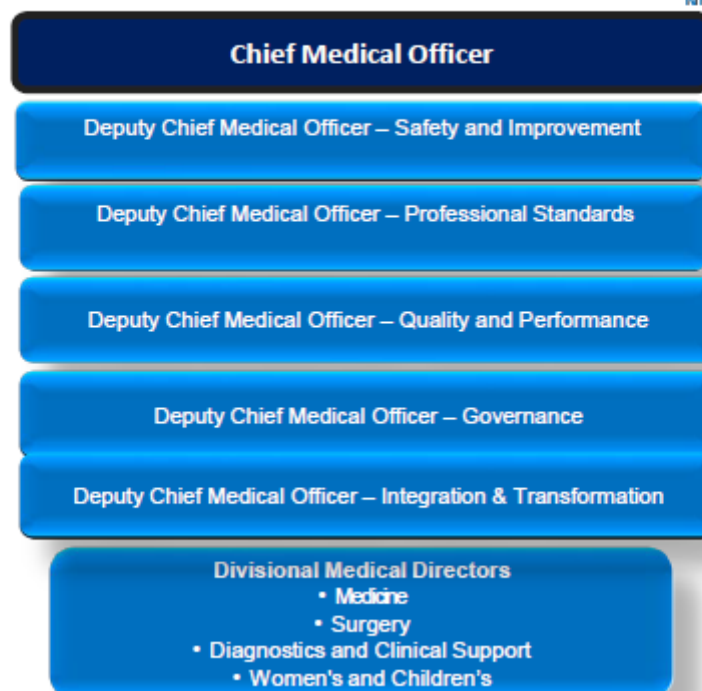 Chief Medical Officer
Deputy Chief Medical Officer – Safety and Improvement
Deputy Chief Medical Officer – Professional Standards
Deputy Chief Medical Officer – Quality and Performance
Deputy Chief Medical Officer – Governance
Deputy Chief Medical Officer – Integration & Transformation
Divisional Medical Directors
• Medicine
• Surgery
• Diagnostics and Clinical Support
• Women's and Children's